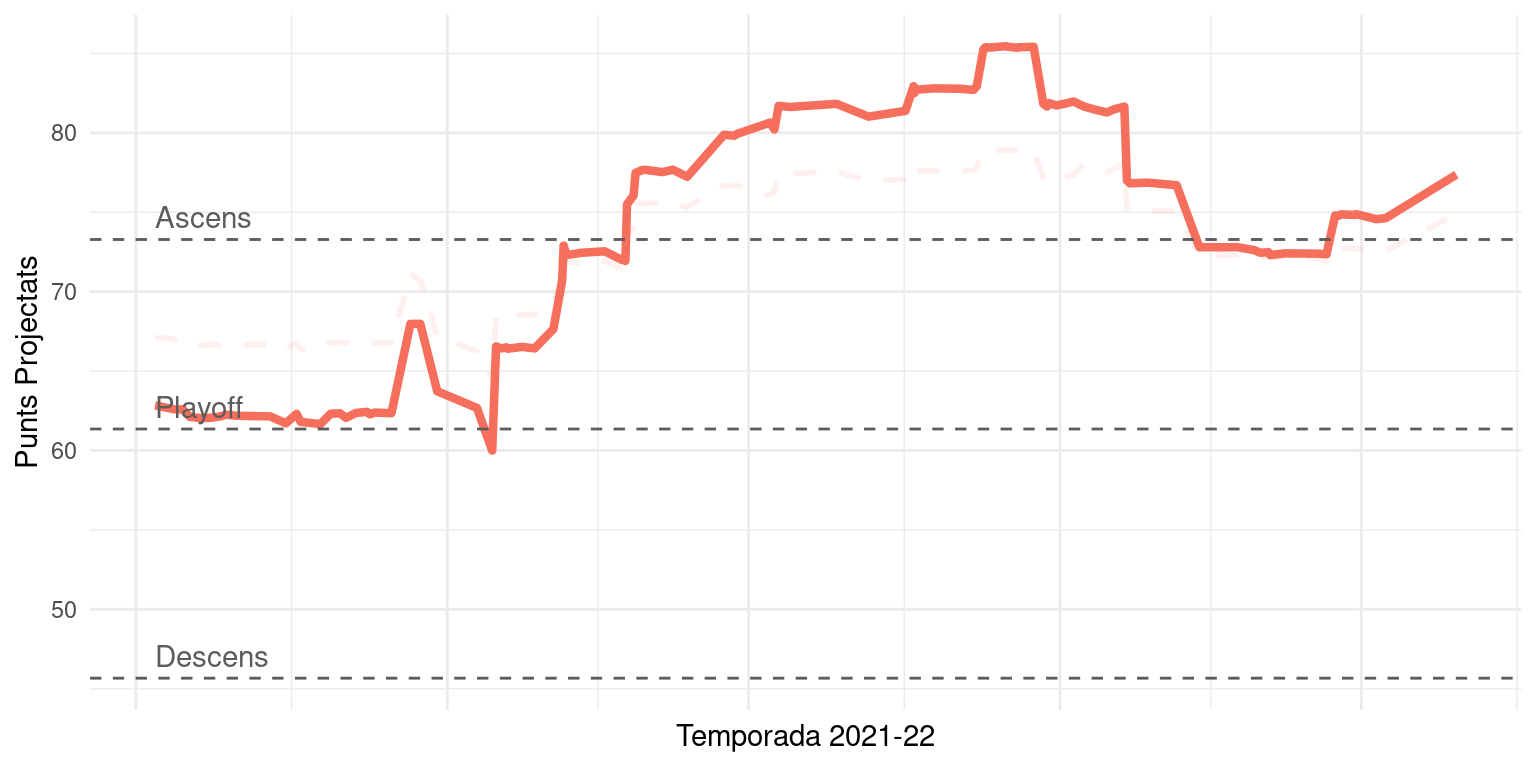 Punts Projectats
80
70
60
50
Ascens
Playoff
Descens
Temporada 2021-22